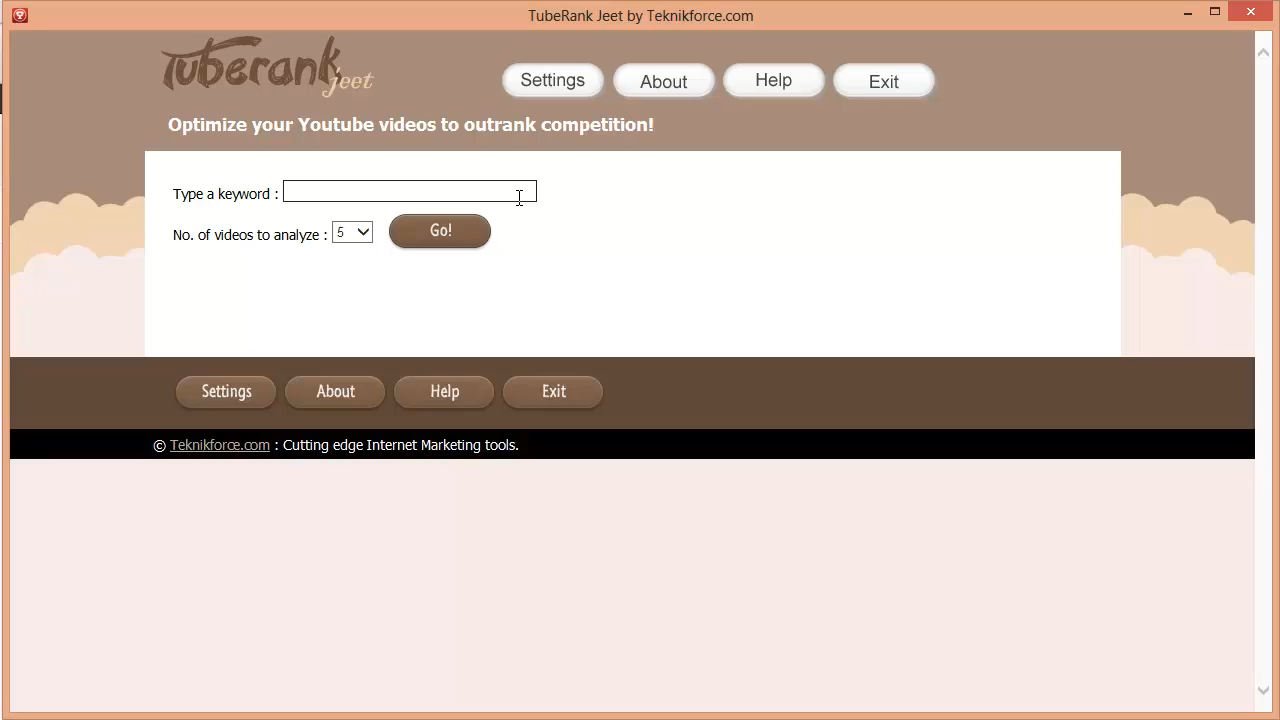 TubeRank Jeet by Teknikforce.com
Tuberank jeet
Settings About Help Exit
Optimize your Youtube videos to outrank competition!
Type a keyword :
No. of videos to analyze : 5 Go!
Settings About Help Exit
© Teknikforce.com : Cutting edge Internet Marketing tools.